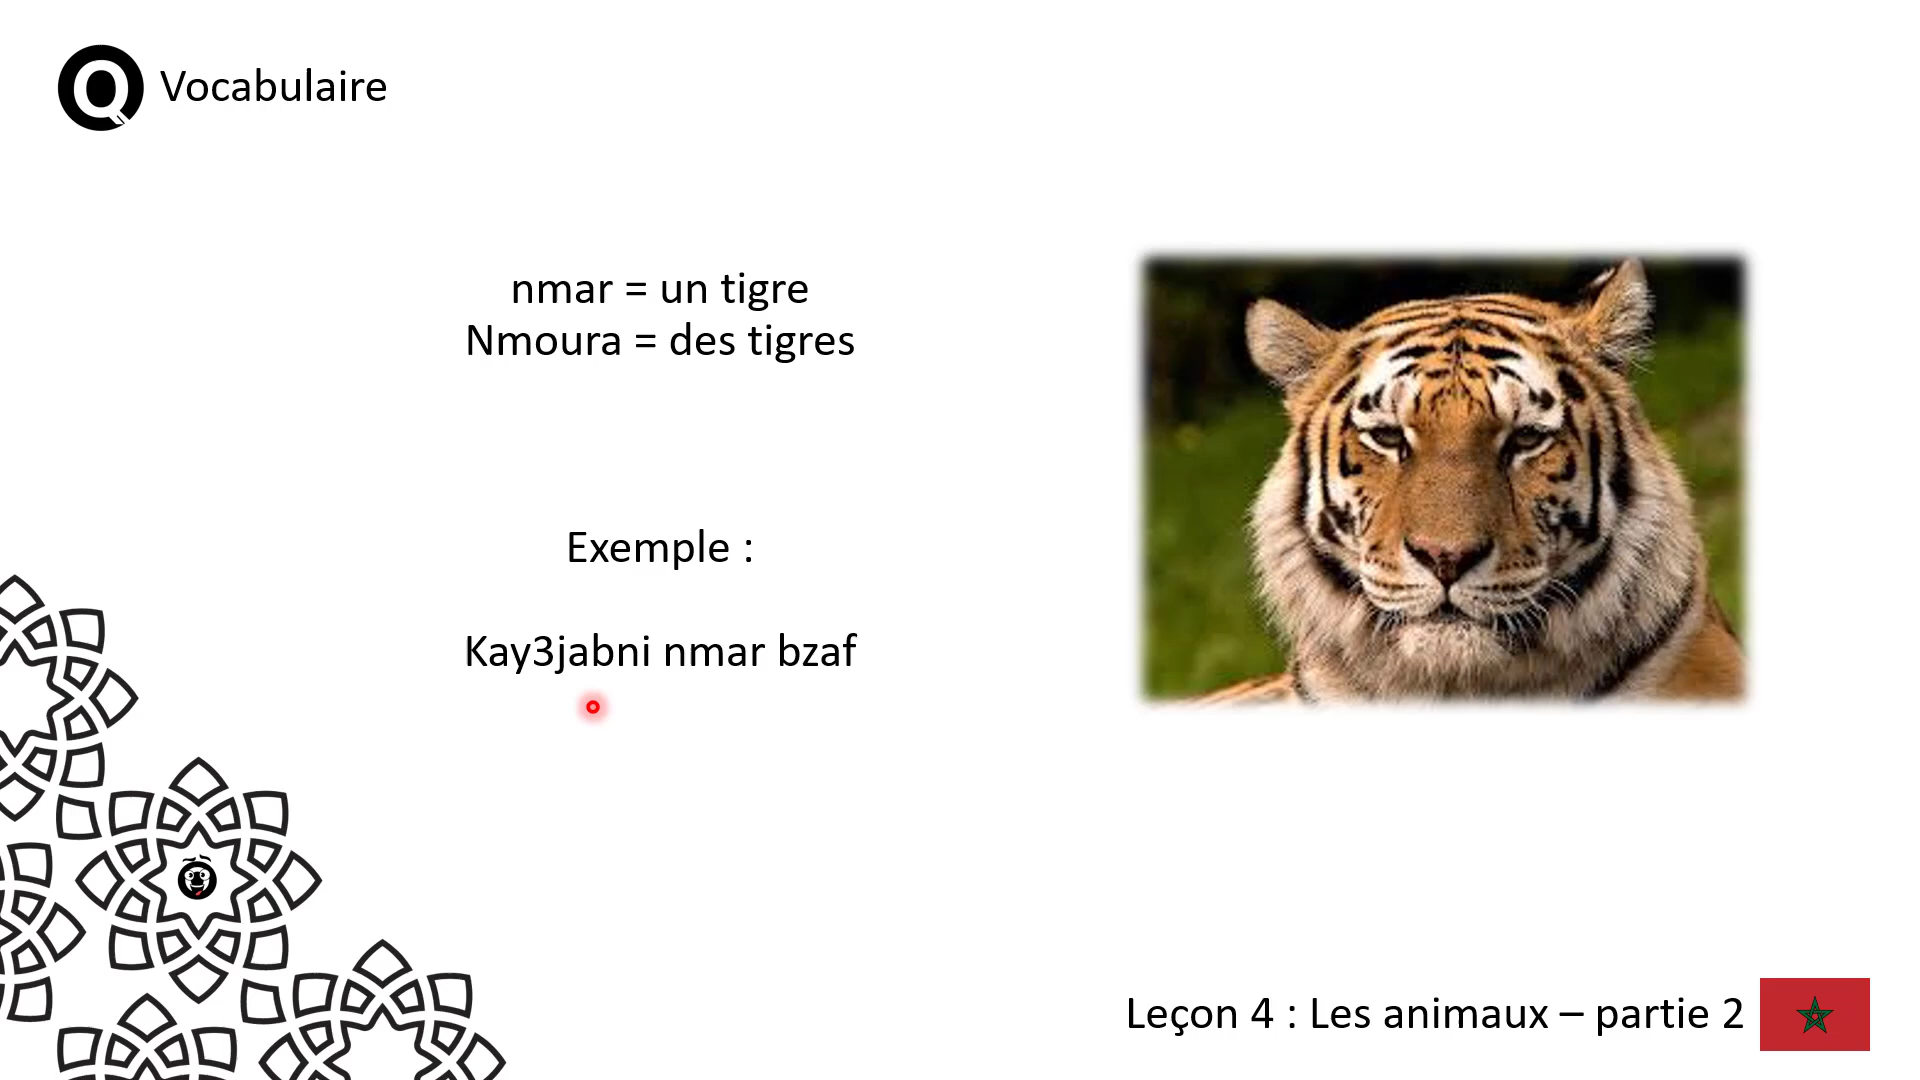 Q Vocabulaire
nmar = un tigre
Nmoura = des tigres
Exemple :
Kay3jabni nmar bzaf
Leçon 4 : Les animaux – partie 2